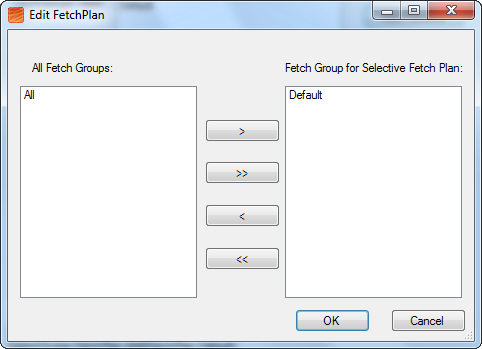 Edit FetchPlan
All Fetch Groups:
Fetch Group for Selective Fetch Plan:
All
Default
>
>>
<
<<
OK
Cancel